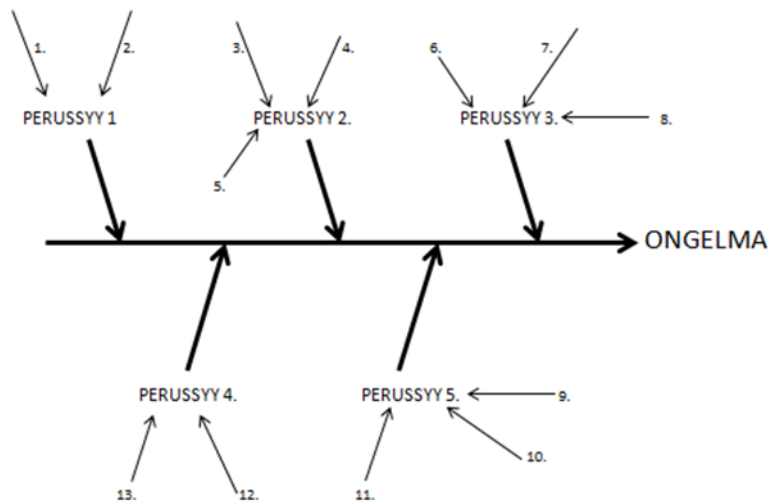 1.
2.
3.
4.
6.
7.
PERUSSYY 1
PERUSSYY 2.
PERUSSYY 3.
8.
5.
ONGELMA
PERUSSYY 4.
PERUSSYY 5.
9.
10.
13.
12.
11.